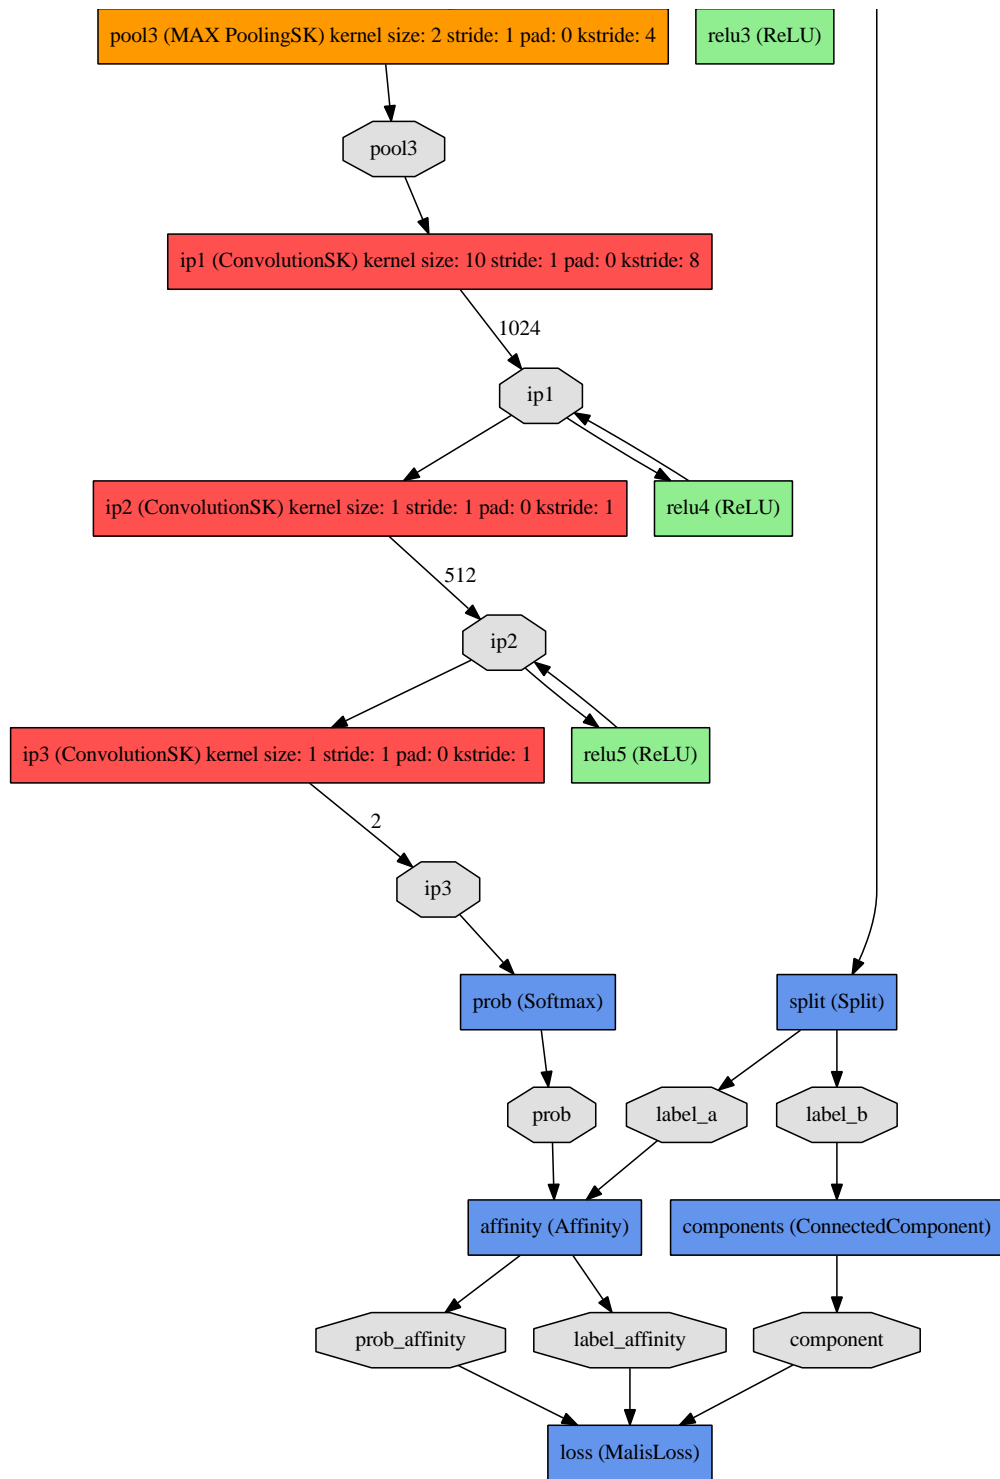 pool3 (MAX PoolingSK) kernel size: 2 stride: 1 pad: 0 kstride: 4
relu3 (ReLU)
pool3
ip1 (ConvolutionSK) kernel size: 10 stride: 1 pad: 0 kstride: 8
1024
ip1
ip2 (ConvolutionSK) kernel size: 1 stride: 1 pad: 0 kstride: 1
relu4 (ReLU)
512
ip2
ip3 (ConvolutionSK) kernel size: 1 stride: 1 pad: 0 kstride: 1
relu5 (ReLU)
2
ip3
prob (Softmax)
split (Split)
prob
label_a
label_b
affinity (Affinity)
components (ConnectedComponent)
prob_affinity
label_affinity
component
loss (MalisLoss)